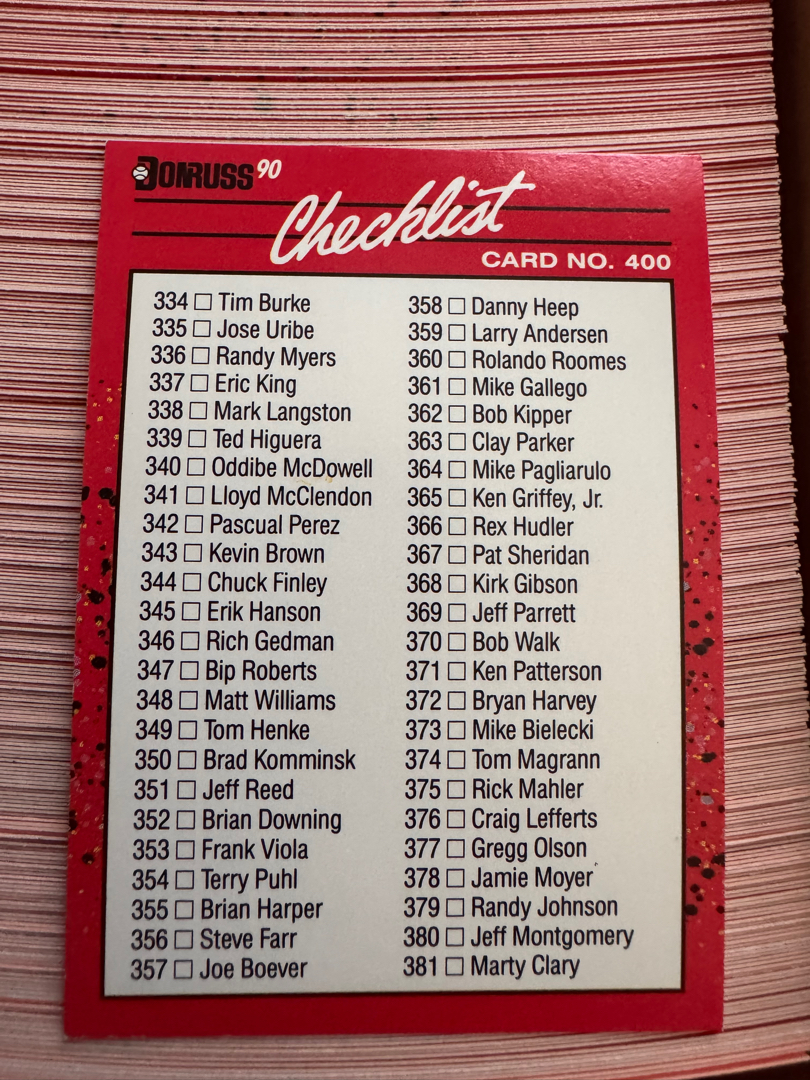 DONRUSS 90
Checklist
CARD NO. 400
334 □ Tim Burke
335 □ Jose Uribe
336 □ Randy Myers
337 □ Eric King
338 □ Mark Langston
339 □ Ted Higuera
340 □ Oddibe McDowell
341 □ Lloyd McClendon
342 □ Pascual Perez
343 □ Kevin Brown
344 □ Chuck Finley
345 □ Erik Hanson
346 □ Rich Gedman
347 □ Bip Roberts
348 □ Matt Williams
349 □ Tom Henke
350 □ Brad Komminsk
351 □ Jeff Reed
352 □ Brian Downing
353 □ Frank Viola
354 □ Terry Puhl
355 □ Brian Harper
356 □ Steve Farr
357 □ Joe Boever
358 □ Danny Heep
359 □ Larry Andersen
360 □ Rolando Roomes
361 □ Mike Gallego
362 □ Bob Kipper
363 □ Clay Parker
364 □ Mike Pagliarulo
365 □ Ken Griffey, Jr.
366 □ Rex Hudler
367 □ Pat Sheridan
368 □ Kirk Gibson
369 □ Jeff Parrett
370 □ Bob Walk
371 □ Ken Patterson
372 □ Bryan Harvey
373 □ Mike Bielecki
374 □ Tom Magrann
375 □ Rick Mahler
376 □ Craig Lefferts
377 □ Gregg Olson
378 □ Jamie Moyer
379 □ Randy Johnson
380 □ Jeff Montgomery
381 □ Marty Clary